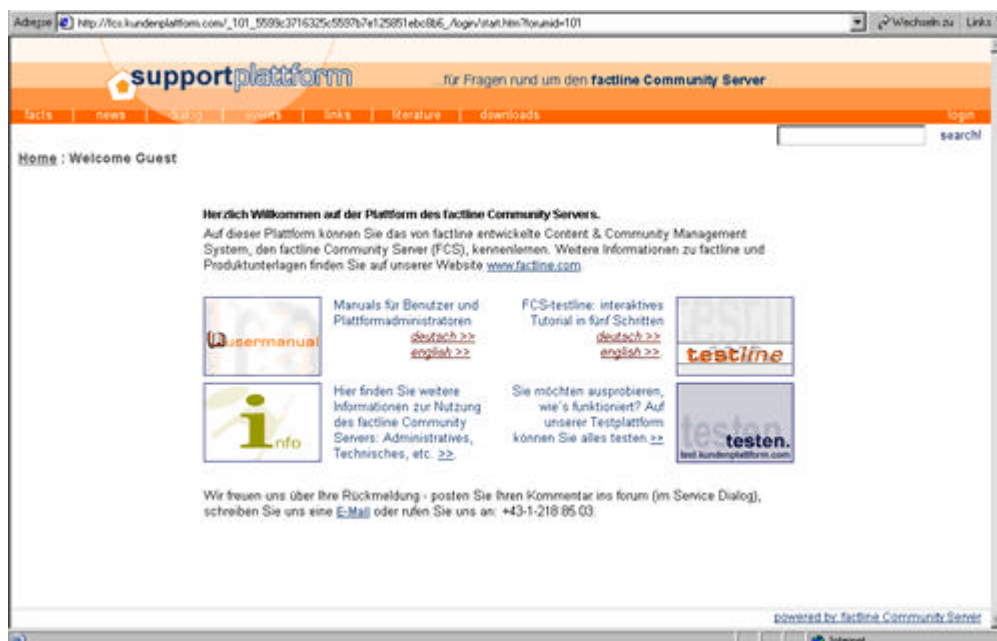 Adresse http://fcs.kundenplattform.com/_101_5599c3716325c5597b7e129851ebc8b6_/login/start.htm?forumid=101 Wechseln zu Links
supportplattform ...für Fragen rund um den factline Community Server
facts | news | dialog | events | links | literature | downloads login
search!
Home : Welcome Guest
Herzlich Willkommen auf der Plattform des factline Community Servers.
Auf dieser Plattform können Sie das von factline entwickelte Content & Community Management
System, den factline Community Server (FCS), kennenlernen. Weitere Informationen zu factline und
Produktunterlagen finden Sie auf unserer Website www.factline.com.
usermanual
Manuals für Benutzer und
Plattformadministratoren
deutsch >>
english >>
FCS-testline: interaktives
Tutorial in fünf Schritten
deutsch >>
english >>
testline
info
Hier finden Sie weitere
Informationen zur Nutzung
des factline Community
Servers: Administratives,
Technisches, etc. >>
Sie möchten ausprobieren,
wie's funktioniert? Auf
unserer Testplattform
können Sie alles testen.>>
testen
testen.
test.kundenplattform.com
Wir freuen uns über Ihre Rückmeldung - posten Sie Ihren Kommentar ins forum (im Service Dialog),
schreiben Sie uns eine E-Mail oder rufen Sie uns an: +43-1-218 85 03.
powered by factline Community Server
Internet